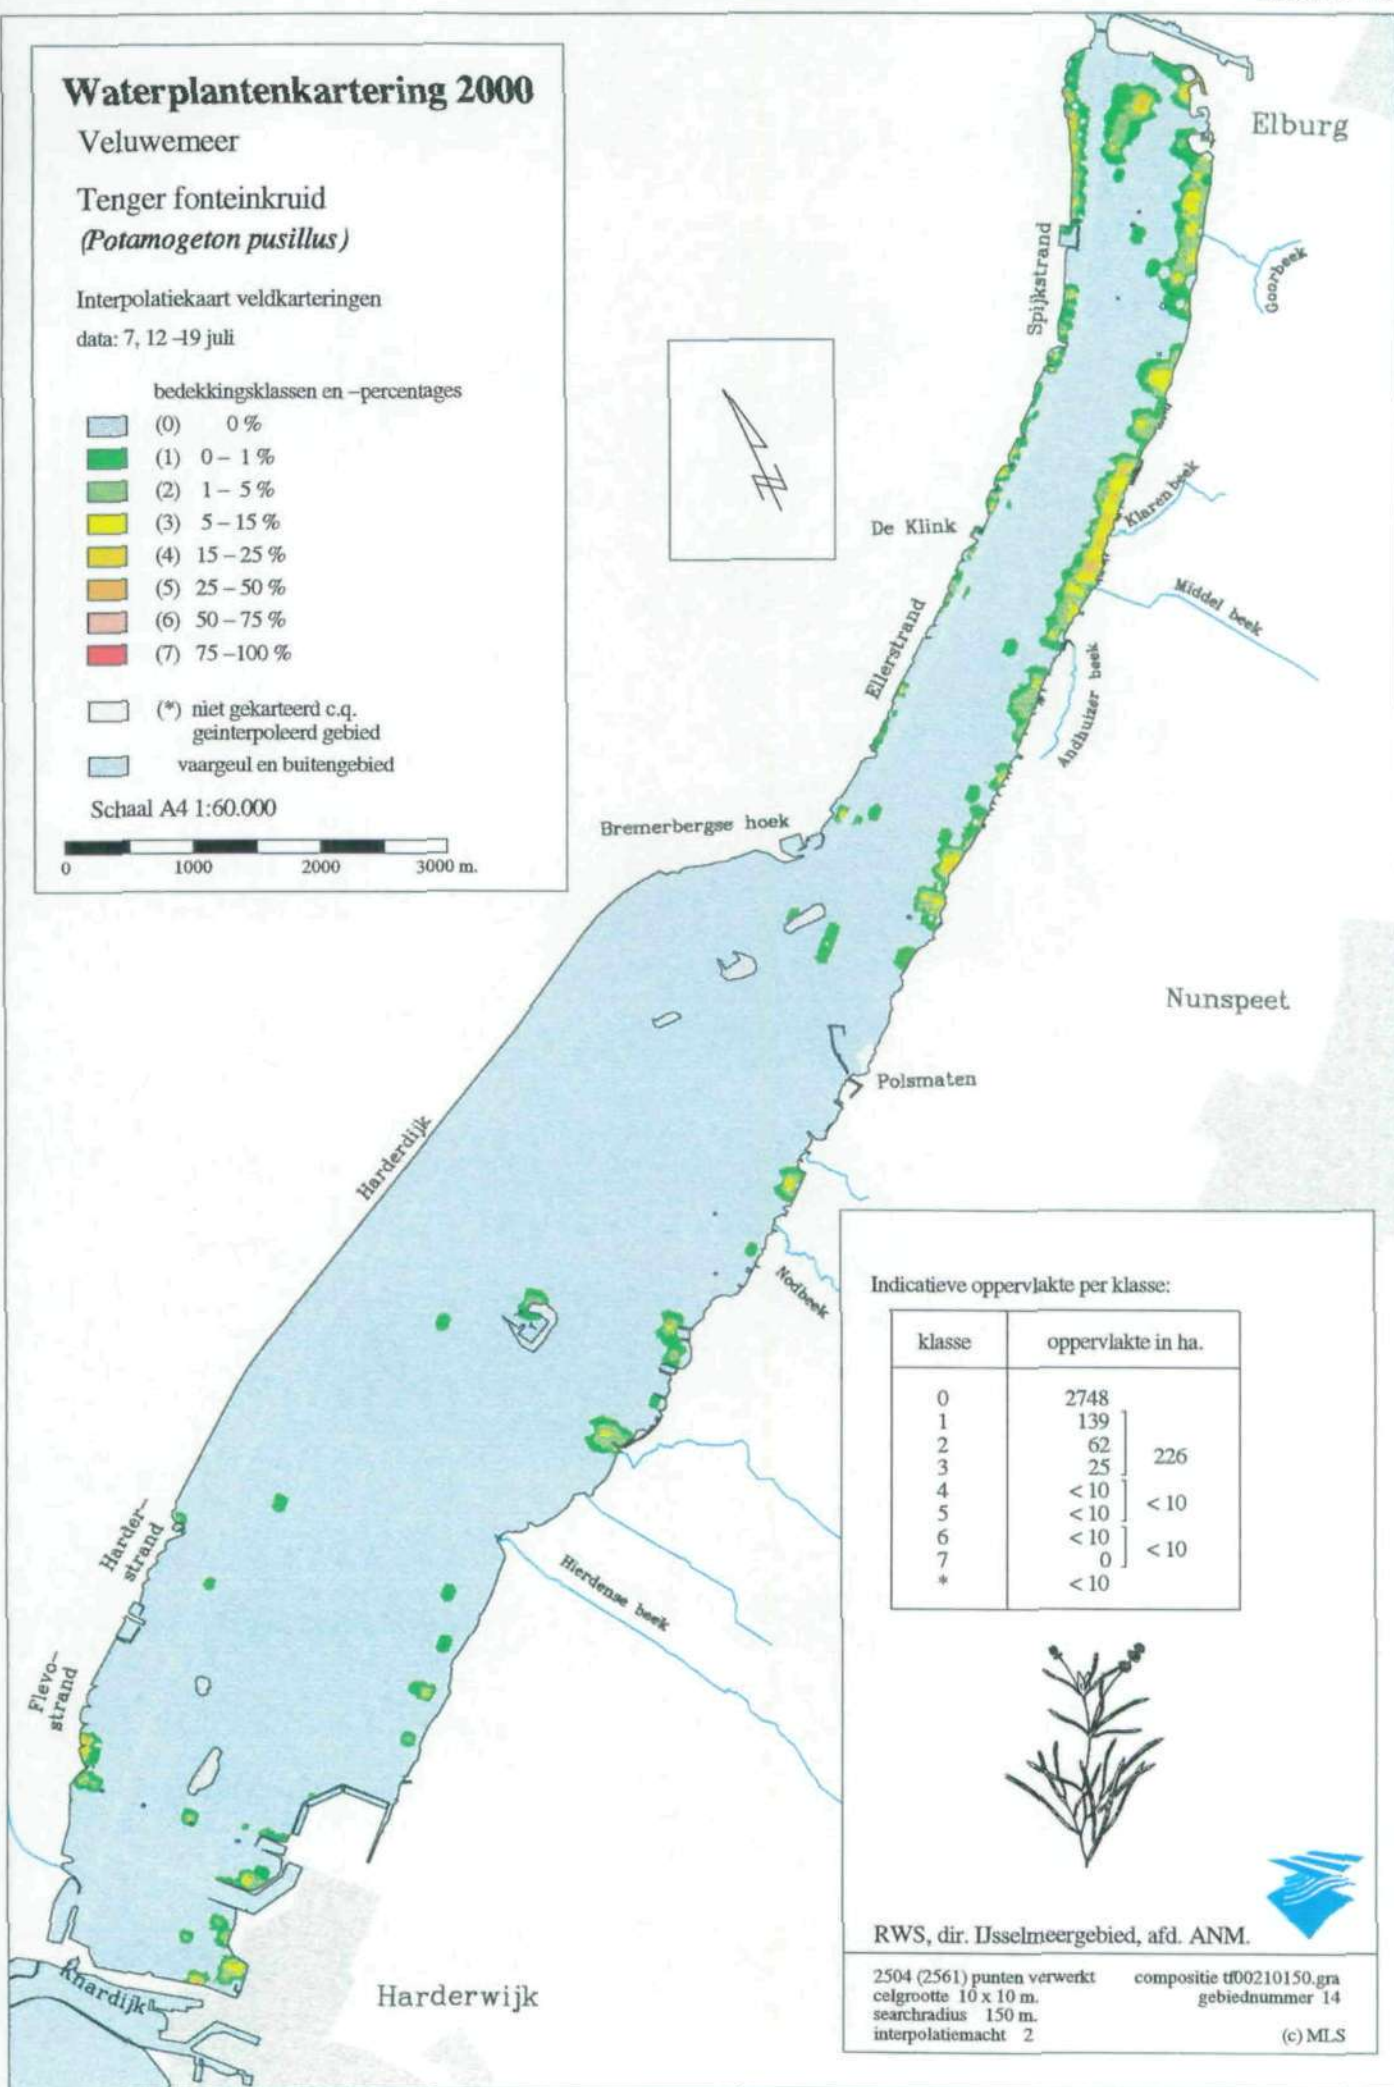 Waterplantenkartering 2000
Veluwemeer
Tenger fonteinkruid
(Potamogeton pusillus)
Interpolatiekaart veldkarteringen
data: 7, 12 –19 juli
bedekkingsklassen en –percentages
(0) 0 %
(1) 0 – 1 %
(2) 1 – 5 %
(3) 5 – 15 %
(4) 15 – 25 %
(5) 25 – 50 %
(6) 50 – 75 %
(7) 75 –100 %
(*) niet gekarteerd c.q.
geinterpoleerd gebied
vaargeul en buitengebied
Schaal A4 1:60.000
0 1000 2000 3000 m.
Elburg
Spijkstrand
Goorbeek
De Klink
Klaren beek
Middel beek
Ellerstrand
Andhuizer beek
Bremerbergse hoek
Nunspeet
Polsmaten
Harderdijk
Nodbeek
Harder–
strand
Hierdense beek
Flevo–
strand
Knardijk
Harderwijk
Indicatieve oppervlakte per klasse:
klasse oppervlakte in ha.
0 2748
1 139
2 62 226
3 25
4 < 10 < 10
5 < 10
6 < 10 < 10
7 0
* < 10
RWS, dir. IJsselmeergebied, afd. ANM.
2504 (2561) punten verwerkt compositie tf00210150.gra
celgrootte 10 x 10 m. gebiednummer 14
searchradius 150 m.
interpolatiemacht 2 (c) MLS